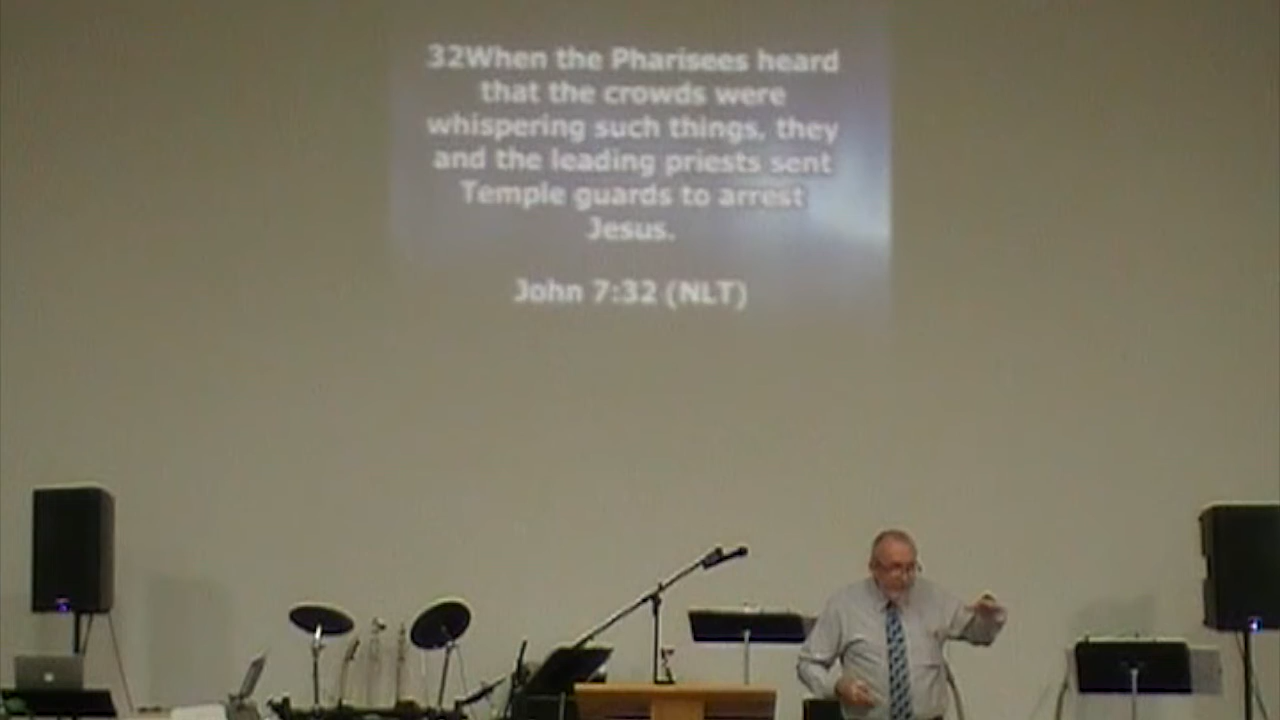 32When the Pharisees heard
that the crowds were
whispering such things, they
and the leading priests sent
Temple guards to arrest
Jesus.
John 7:32 (NLT)